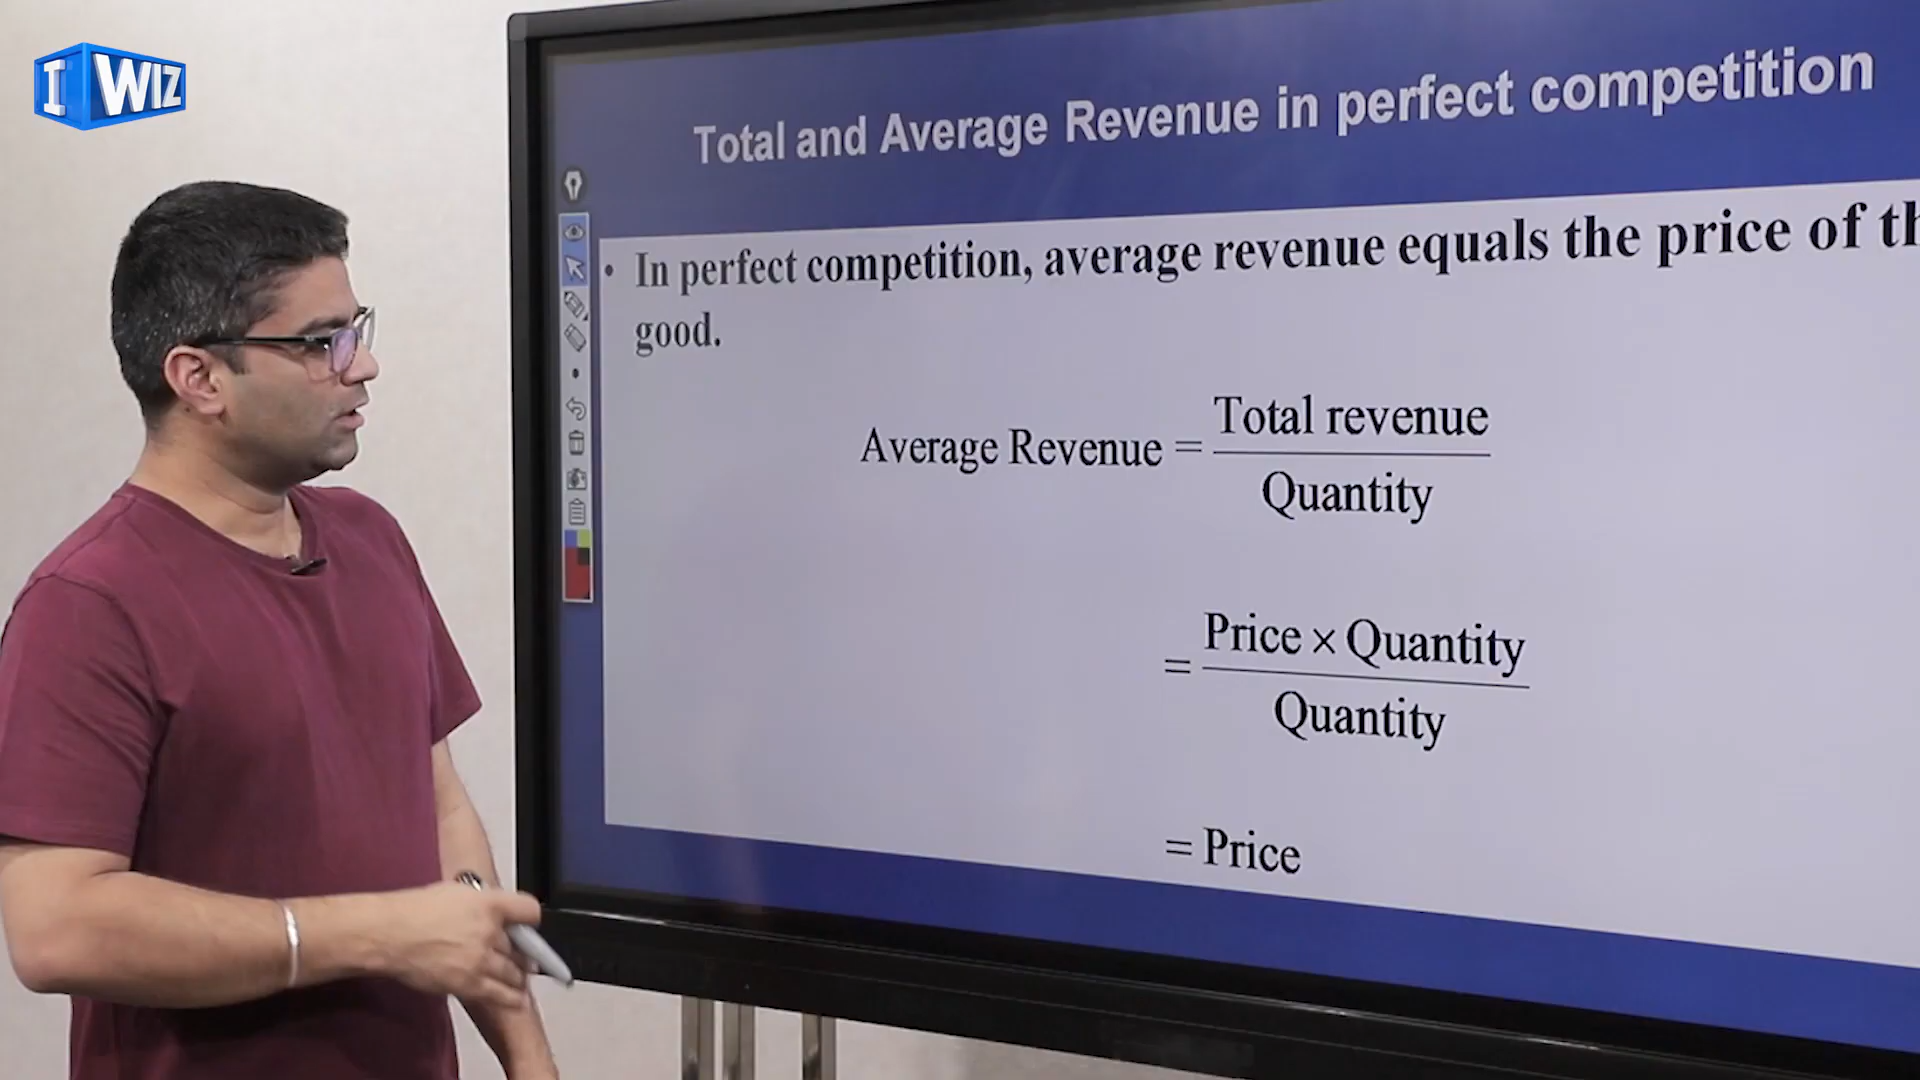 I WIZ
Total and Average Revenue in perfect competition
• In perfect competition, average revenue equals the price of th
good.
Average Revenue = Total revenue
Quantity
= Price × Quantity
Quantity
= Price